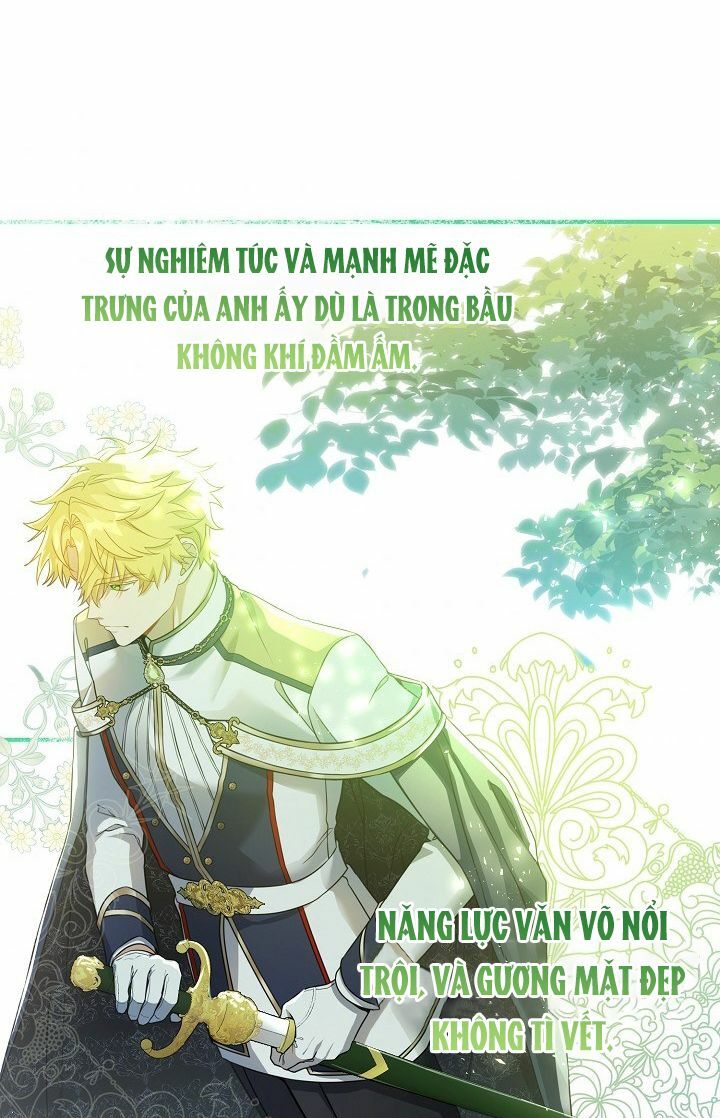 SỰ NGHIÊM TÚC VÀ MẠNH MẼ ĐẶC
TRƯNG CỦA ANH ẤY DÙ LÀ TRONG BẦU
KHÔNG KHÍ ĐẦM ẤM.
NĂNG LỰC VĂN VÕ NỔI
TRỘI, VÀ GƯƠNG MẶT ĐẸP
KHÔNG TÌ VẾT.